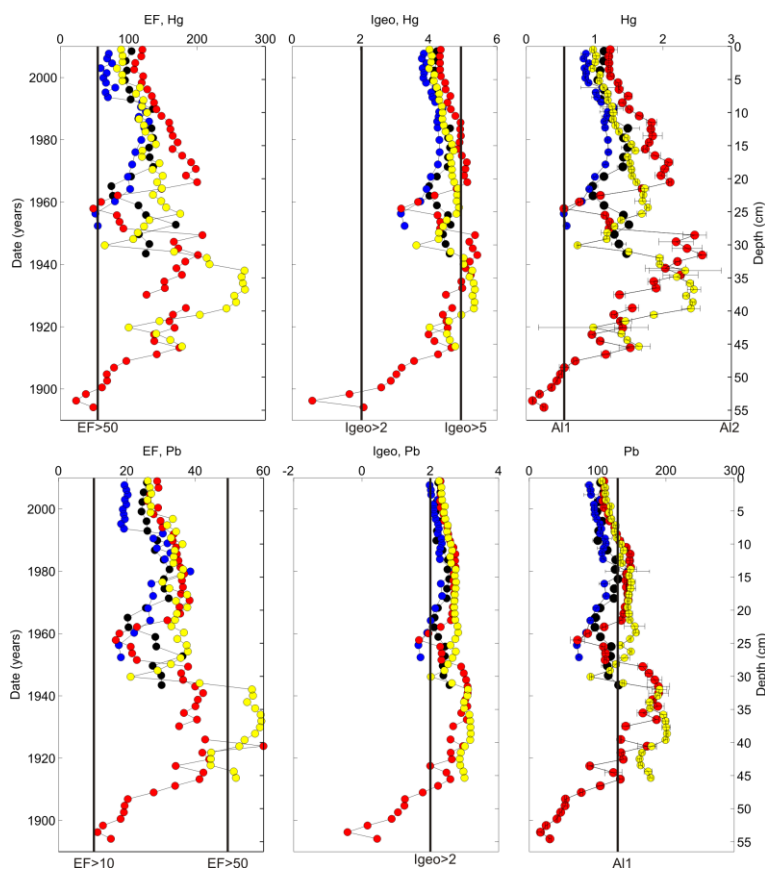 EF, Hg
0 100 200 300
Igeo, Hg
0 2 4 6
Hg
0 1 2 3
Date (years)
2000
1980
1960
1940
1920
1900
Depth (cm)
0
5
10
15
20
25
30
35
40
45
50
55
EF>50
Igeo>2
Igeo>5
Al1
Al2
EF, Pb
0 20 40 60
Igeo, Pb
-2 0 2 4
Pb
0 100 200 300
Date (years)
2000
1980
1960
1940
1920
1900
Depth (cm)
0
5
10
15
20
25
30
35
40
45
50
55
EF>10
EF>50
Igeo>2
Al1